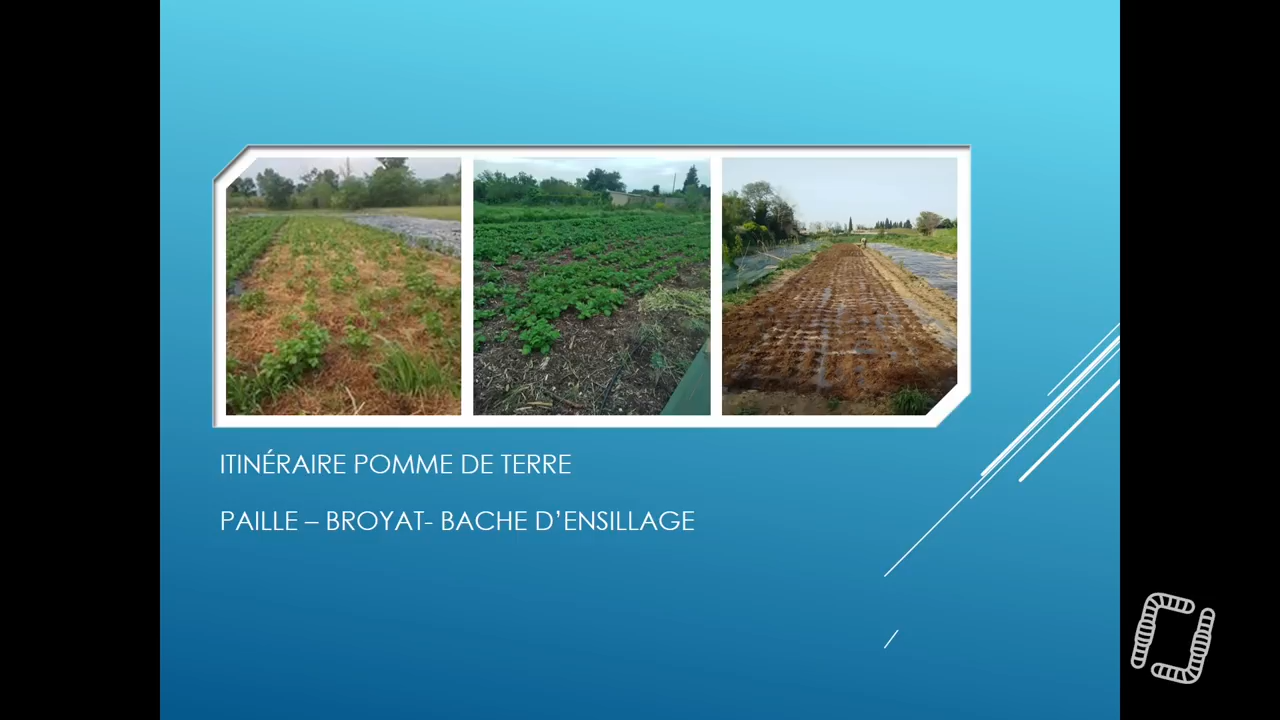 ITINÉRAIRE POMME DE TERRE
PAILLE – BROYAT- BACHE D’ENSILLAGE